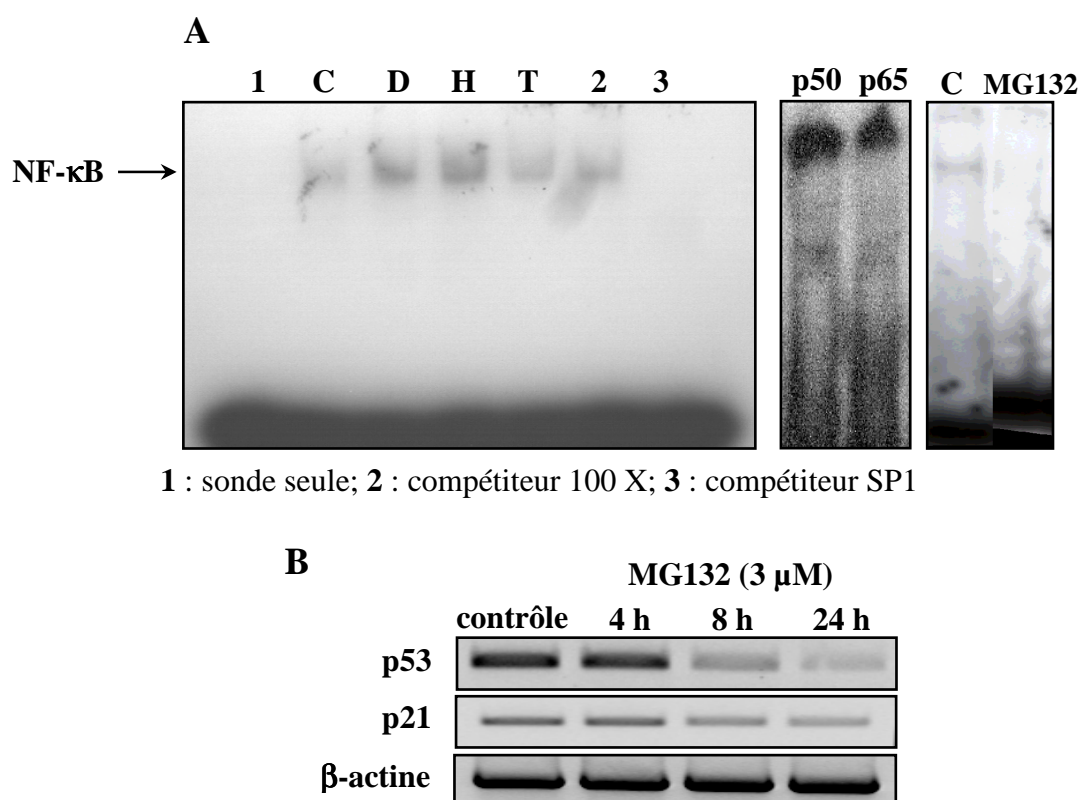 A
1 C D H T 2 3 p50 p65 C MG132
NF-κB
1 : sonde seule; 2 : compétiteur 100 X; 3 : compétiteur SP1
B
MG132 (3 µM)
contrôle 4 h 8 h 24 h
p53
p21
β-actine